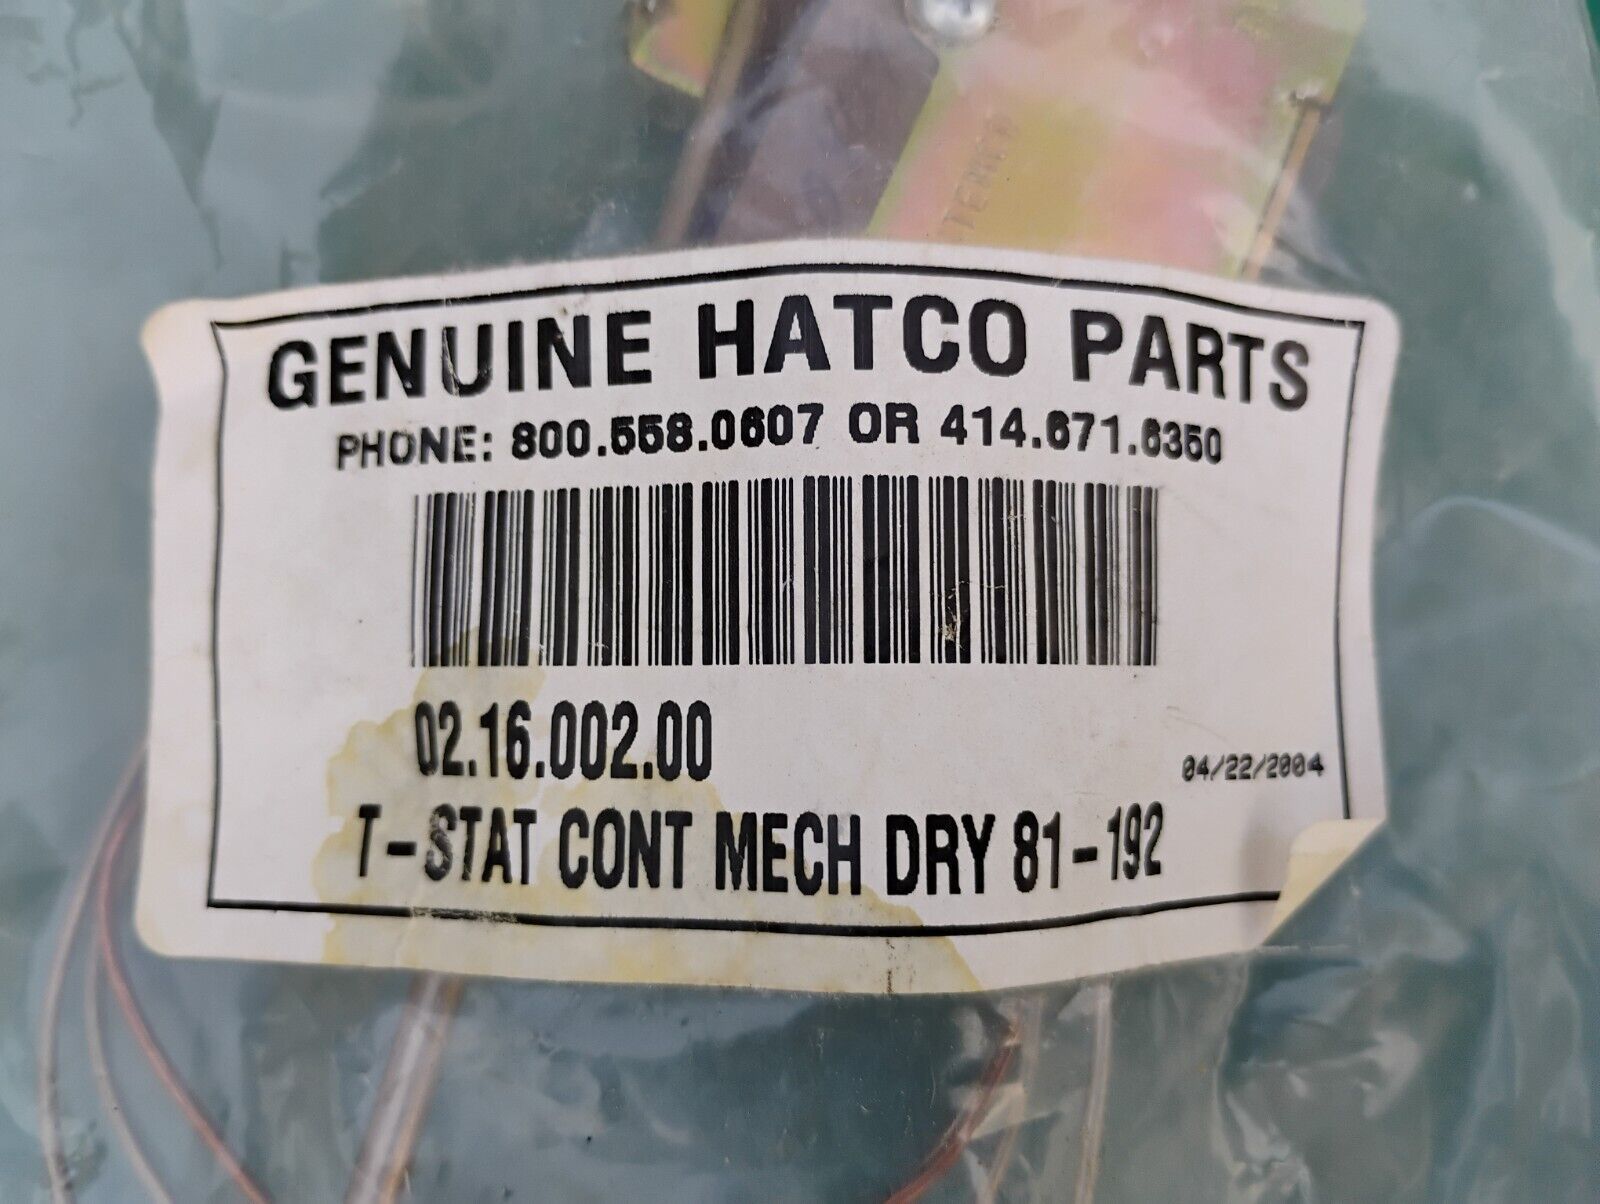 GENUINE HATCO PARTS
PHONE: 800.558.0607 OR 414.671.6350
02.16.002.00
04/22/2004
T-STAT CONT MECH DRY 81-192